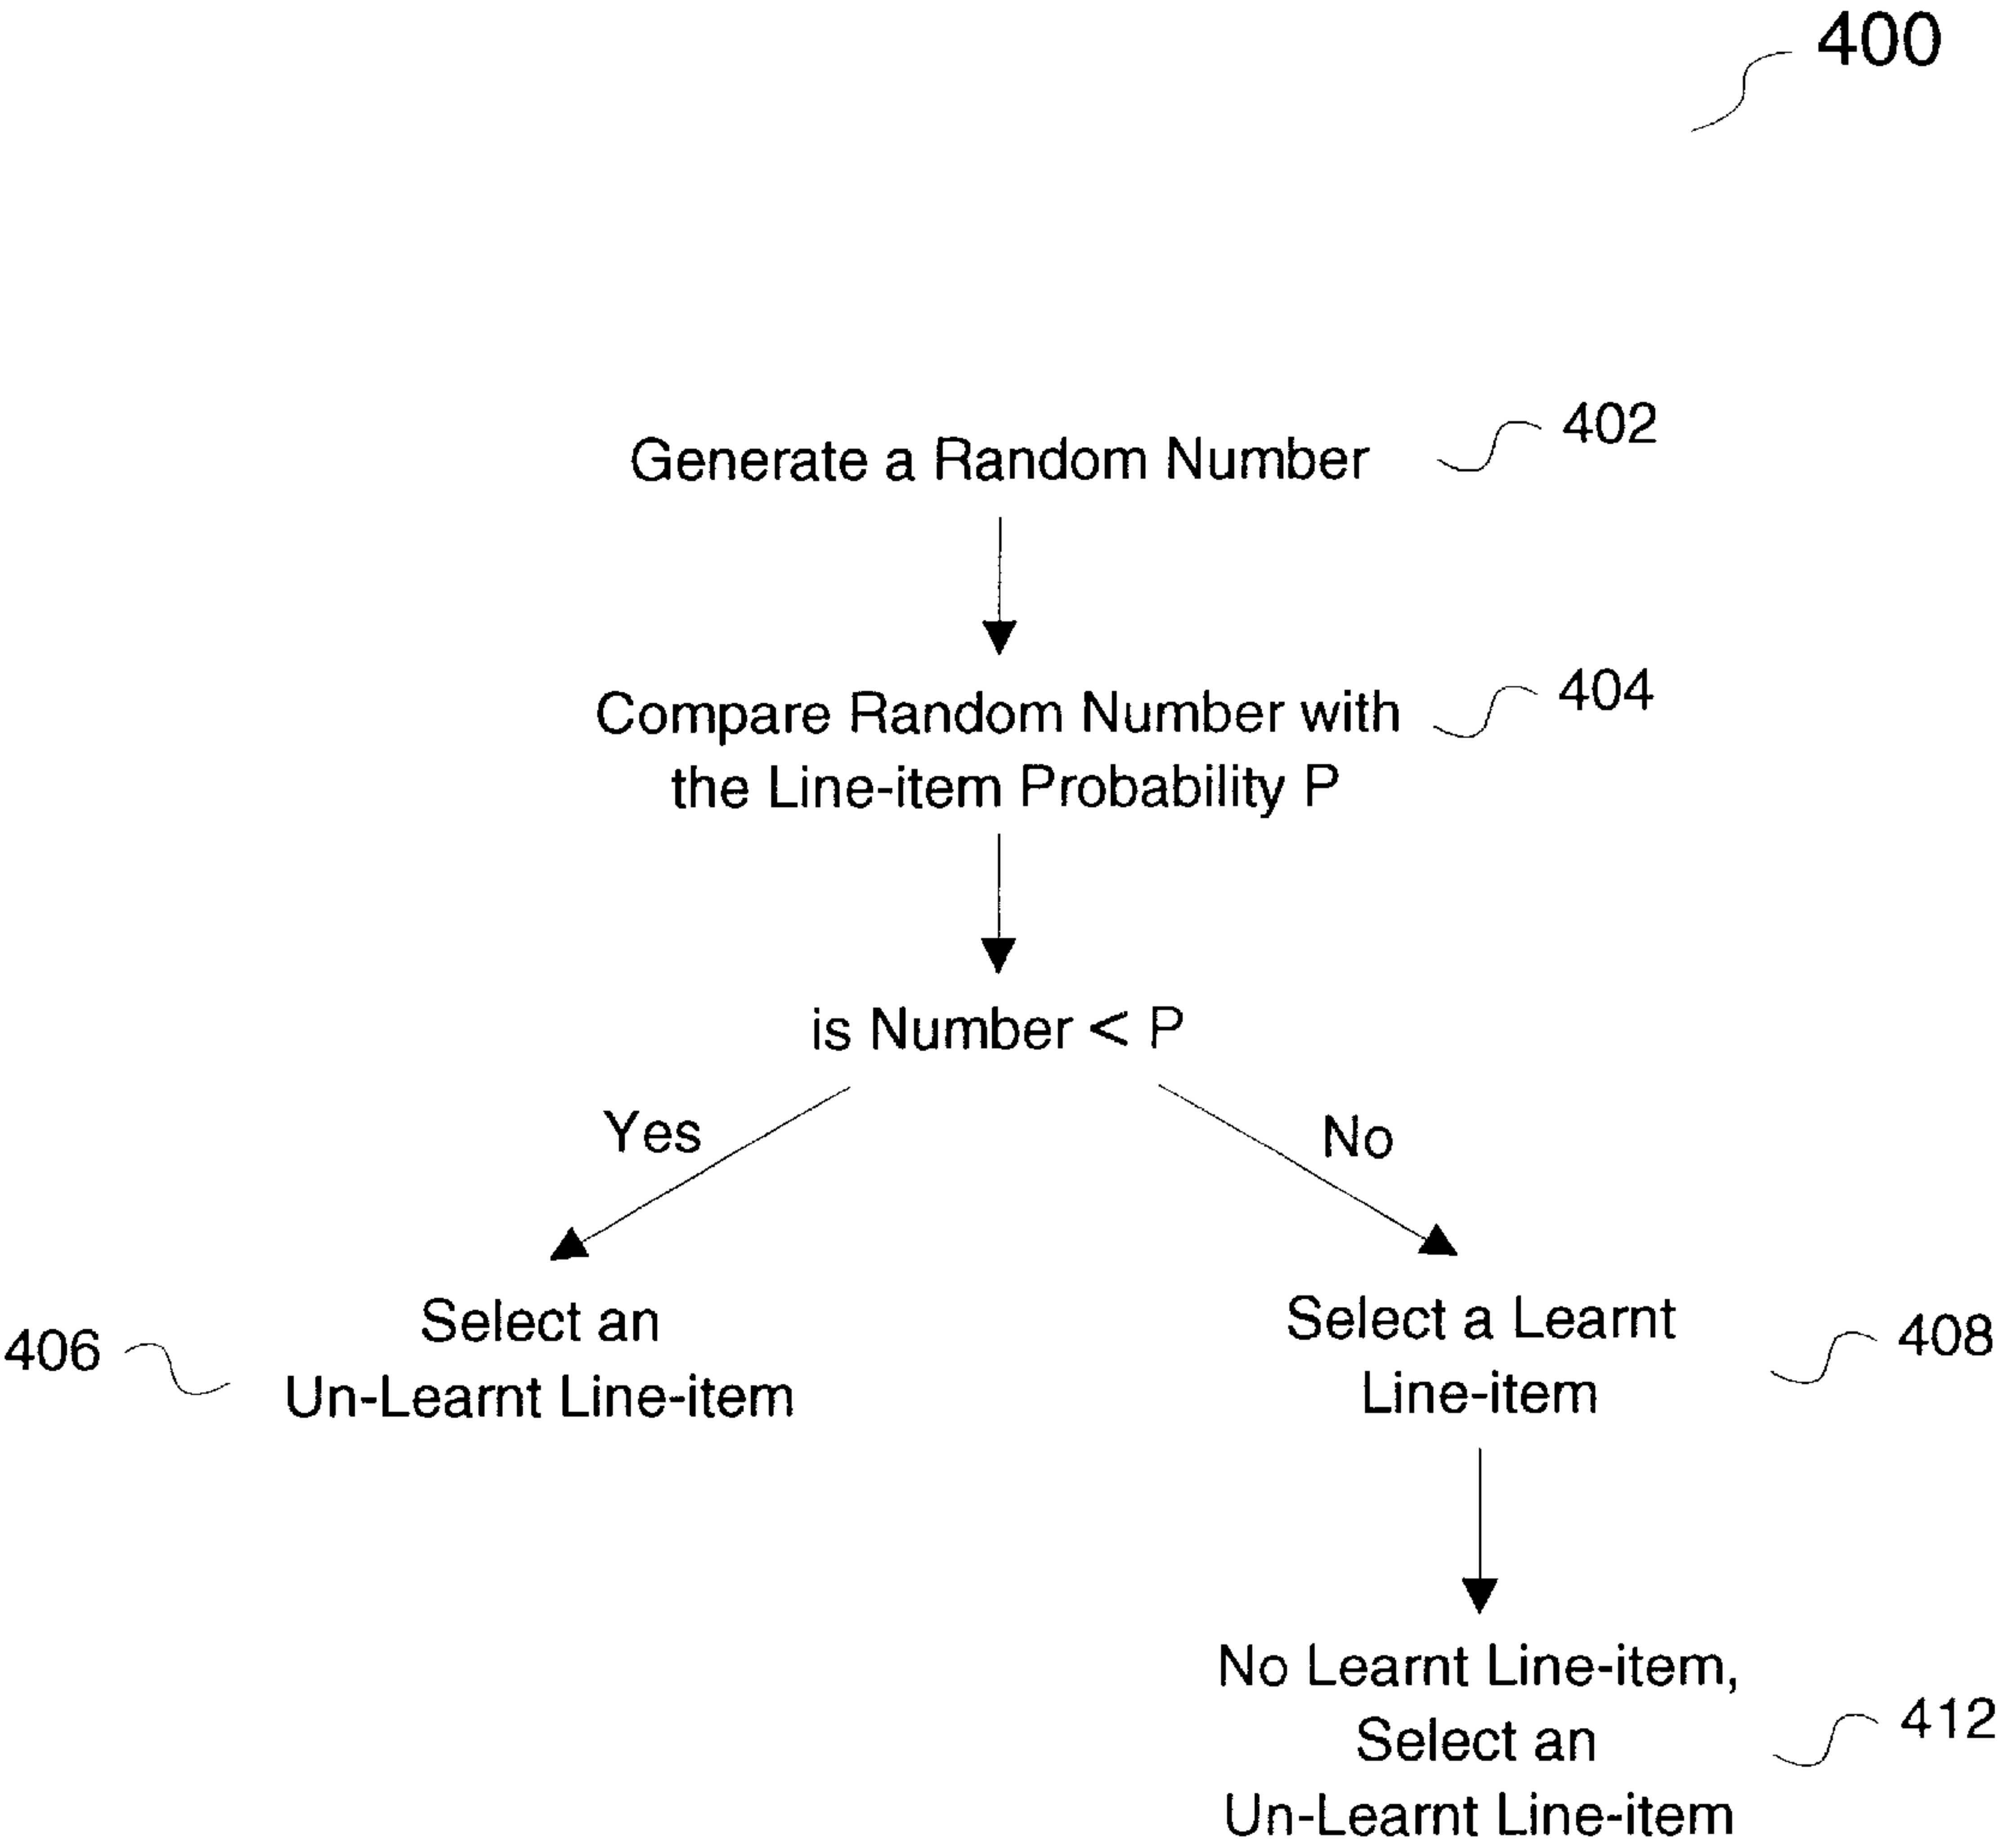 400
Generate a Random Number
402
Compare Random Number with
the Line-item Probability P
404
is Number < P
Yes
No
Select an
Un-Learnt Line-item
406
Select a Learnt
Line-item
408
No Learnt Line-item,
Select an
Un-Learnt Line-item
412